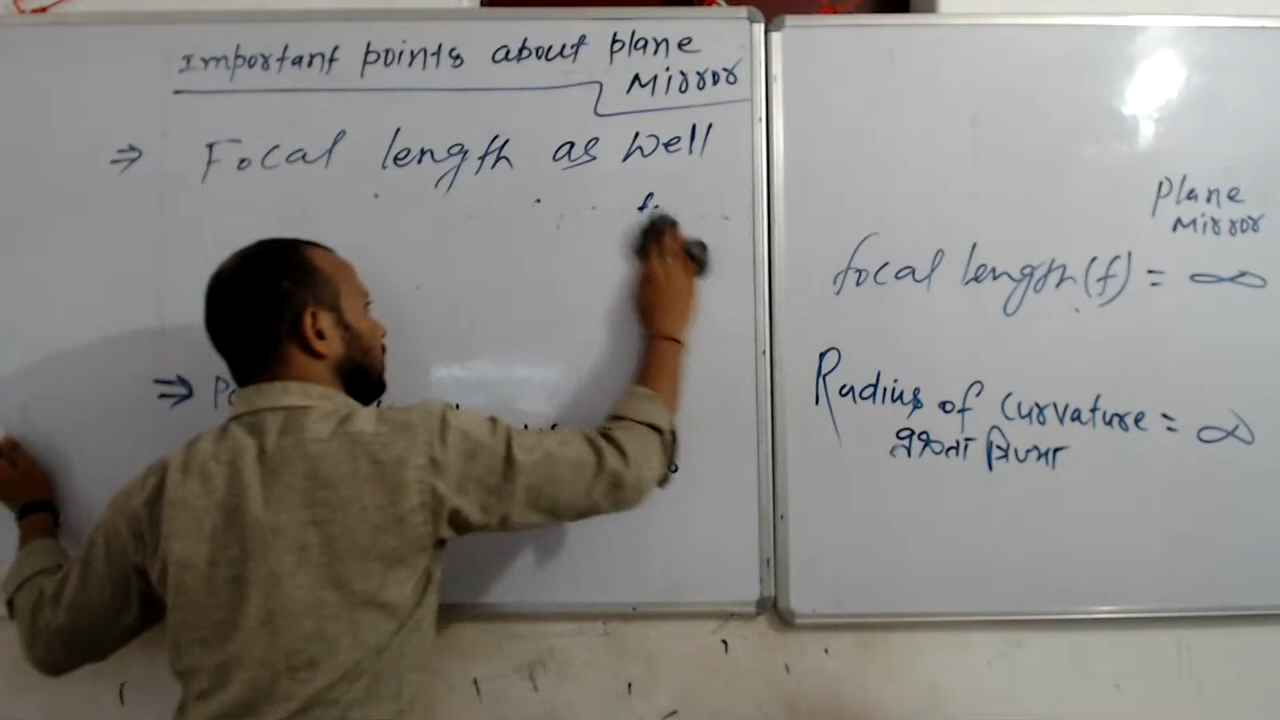 Important points about plane
Mirror
⇒ Focal length as well
⇒
Plane
Mirror
focal length (f) = ∞
Radius of curvature = ∞
वक्रता त्रिज्या